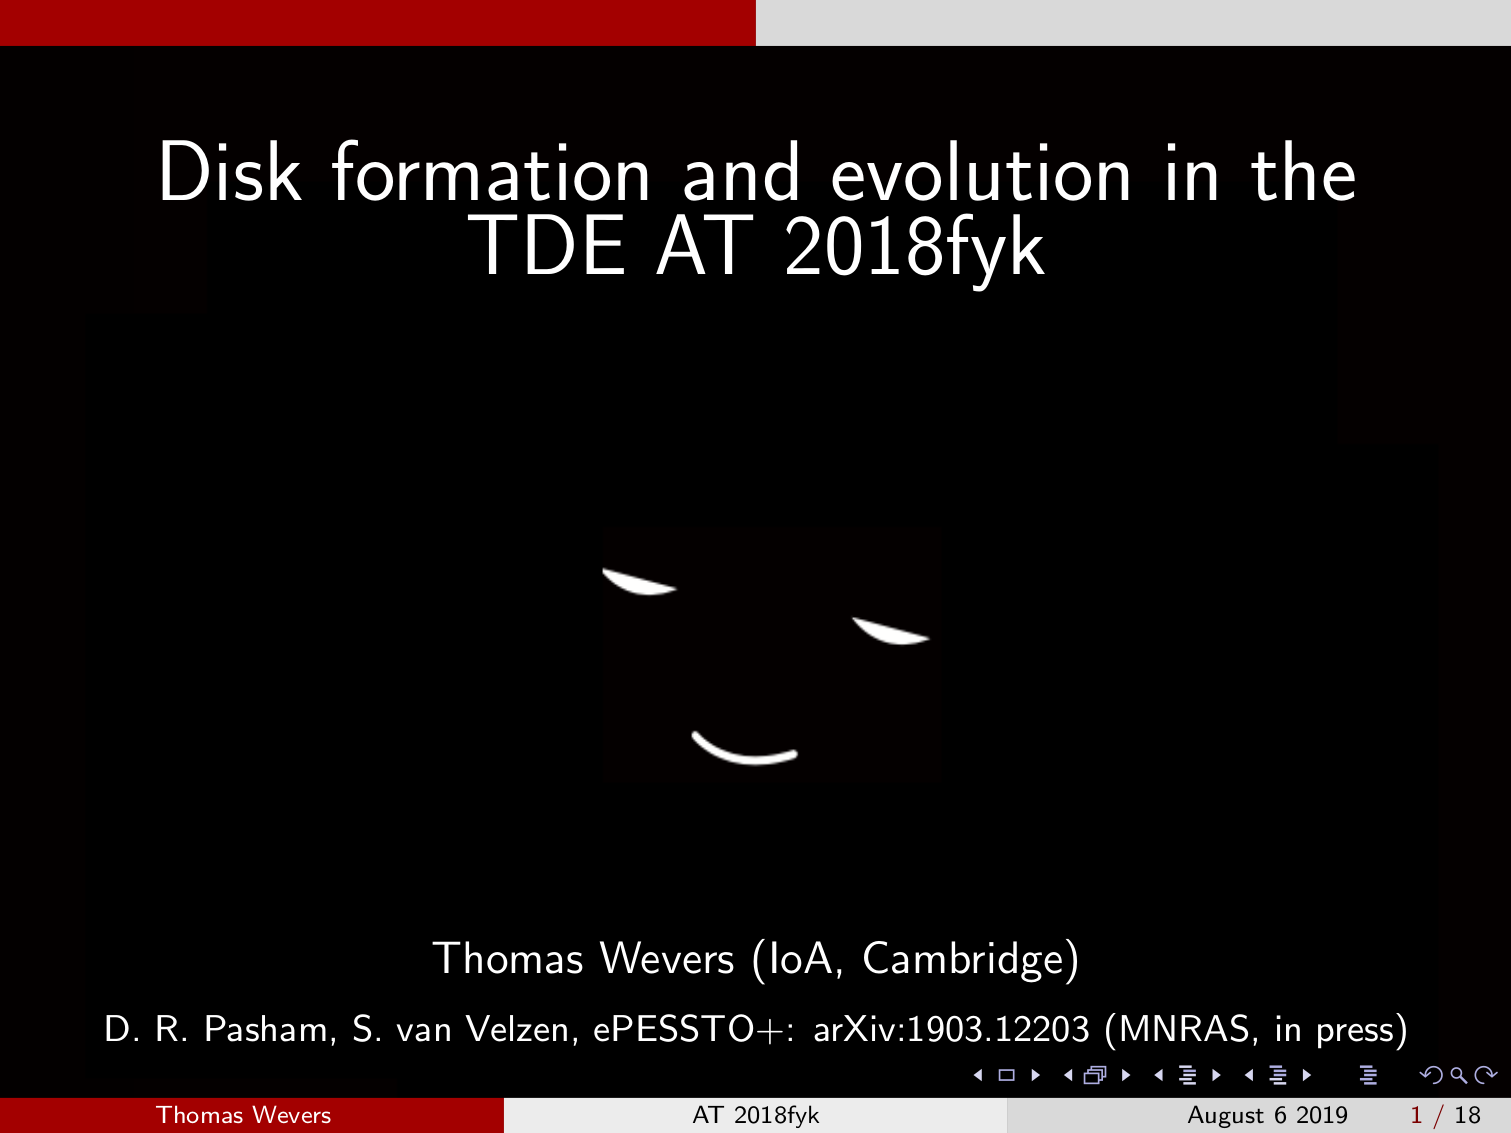 Disk formation and evolution in the
TDE AT 2018fyk
Thomas Wevers (IoA, Cambridge)
D. R. Pasham, S. van Velzen, ePESSTO+: arXiv:1903.12203 (MNRAS, in press)
Thomas Wevers AT 2018fyk August 6 2019 1 / 18